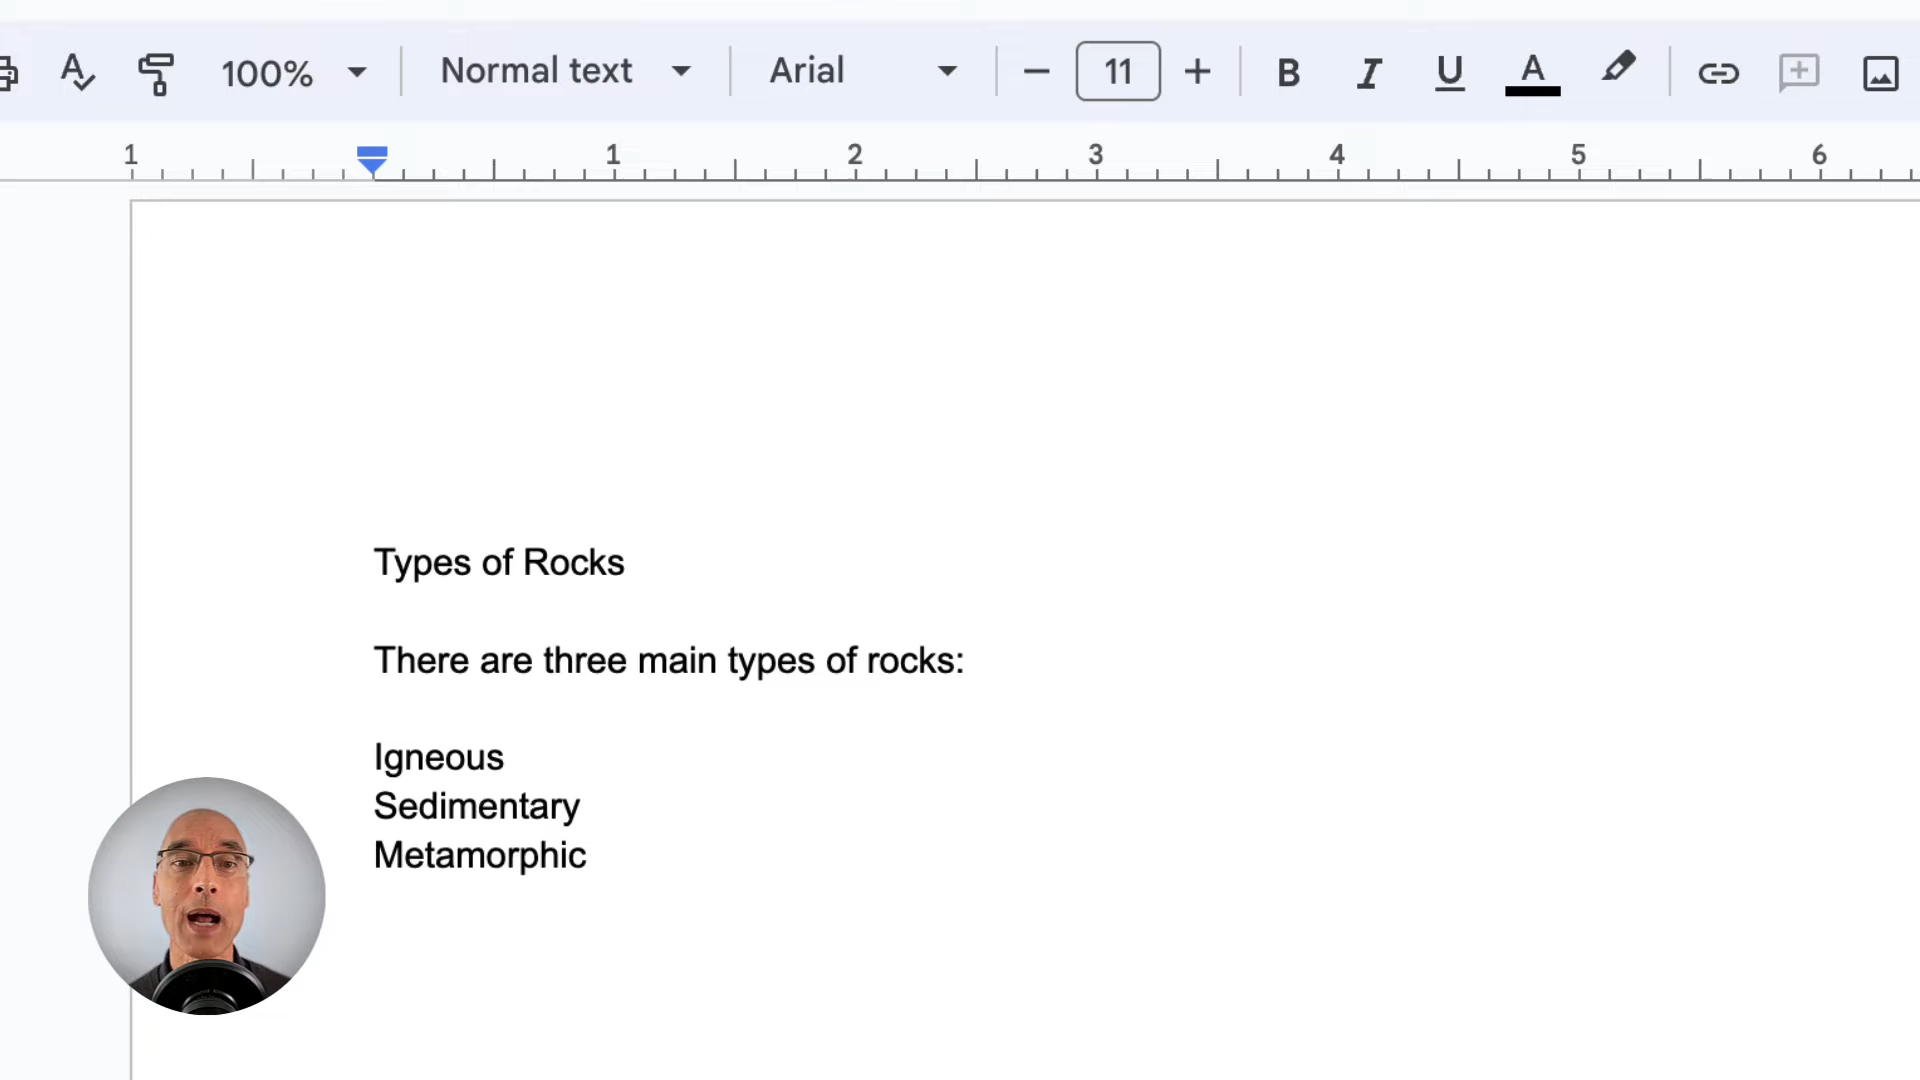 100% Normal text Arial 11 B I U A
1 1 2 3 4 5 6
Types of Rocks
There are three main types of rocks:
Igneous
Sedimentary
Metamorphic